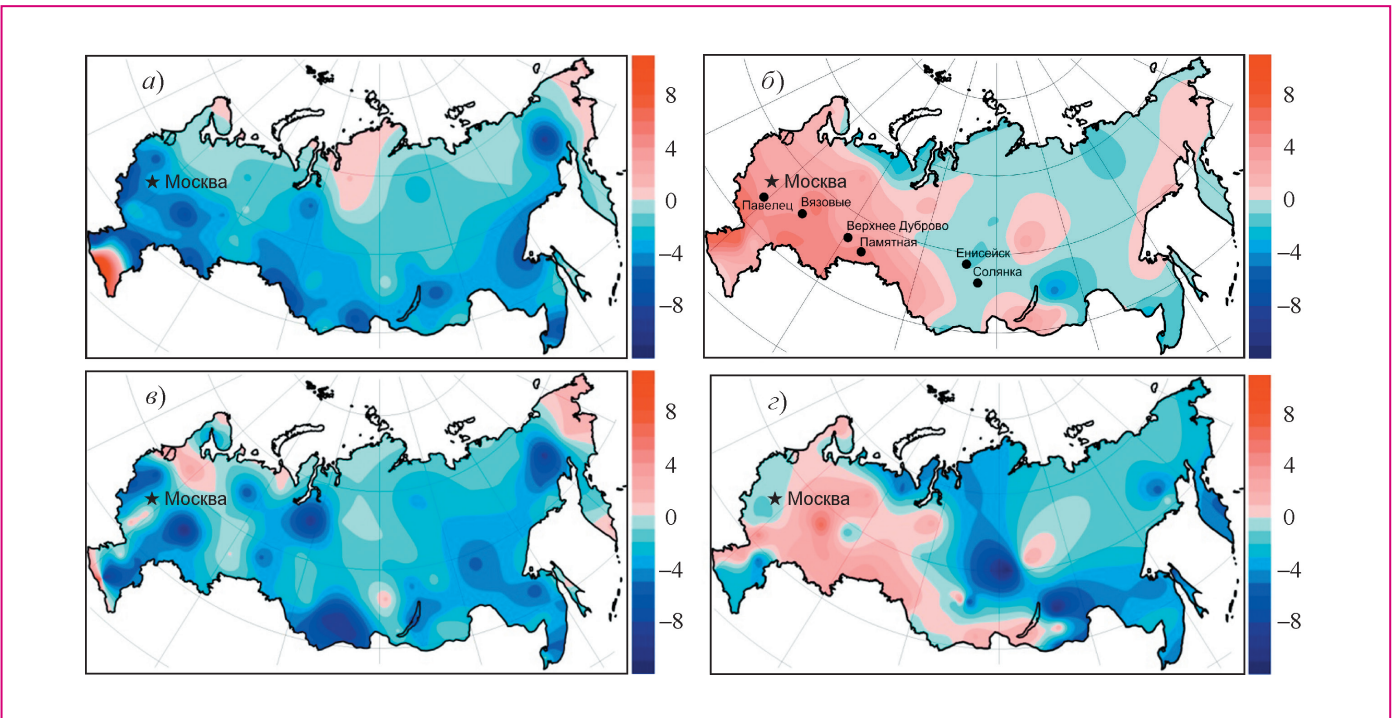 а)
Москва
8
4
0
–4
–8
б)
Москва
Павелец
Вязовые
Верхнее Дуброво
Памятная
Енисейск
Солянка
8
4
0
–4
–8
в)
Москва
8
4
0
–4
–8
г)
Москва
8
4
0
–4
–8